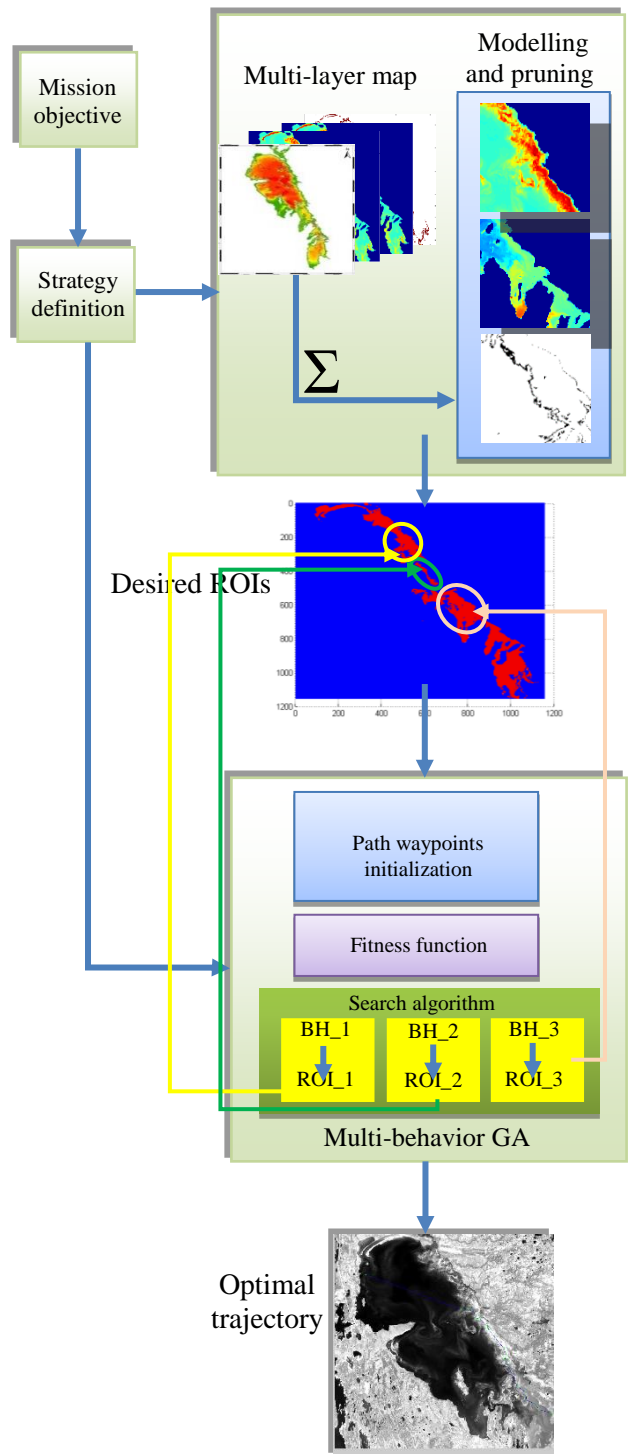 Mission
objective
Strategy
definition
Multi-layer map
Modelling
and pruning
Σ
Desired ROIs
0
200
400
600
800
1000
1200
0
200
400
600
800
1000
1200
Path waypoints
initialization
Fitness function
Search algorithm
BH_1
ROI_1
BH_2
ROI_2
BH_3
ROI_3
Multi-behavior GA
Optimal
trajectory